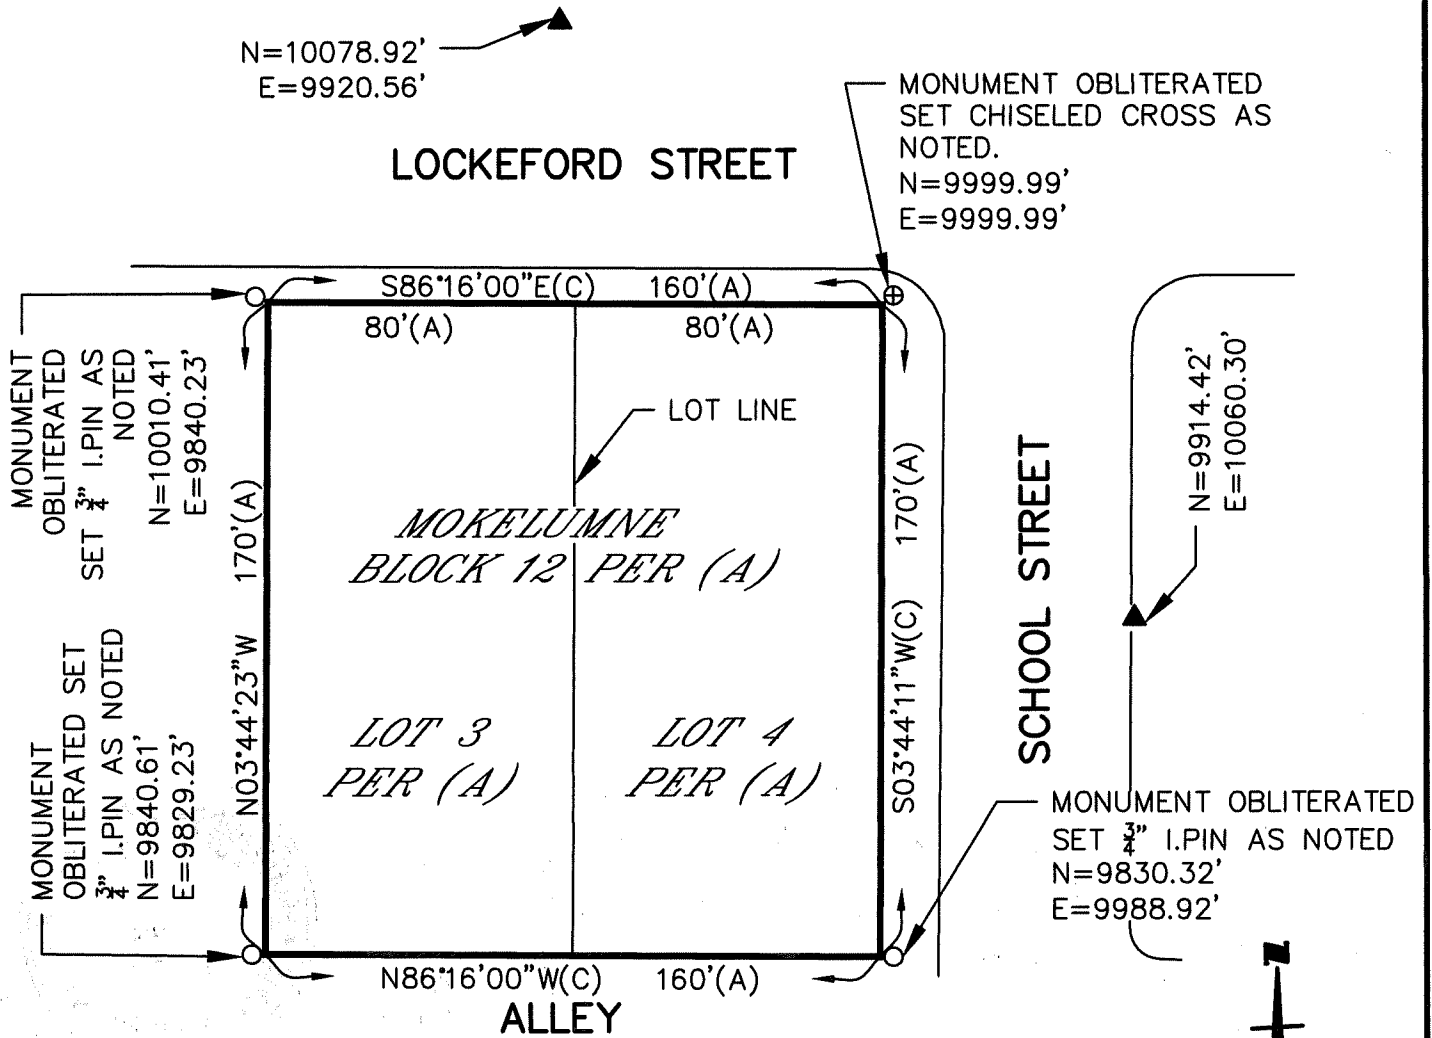 N=10078.92'
E=9920.56'
MONUMENT OBLITERATED
SET CHISELED CROSS AS
NOTED.
N=9999.99'
E=9999.99'
LOCKEFORD STREET
S86°16'00"E(C) 160'(A)
80'(A) 80'(A)
MONUMENT
OBLITERATED
SET 3/4" I.PIN AS
NOTED
N=10010.41'
E=9840.23'
LOT LINE
N=9914.42'
E=10060.30'
N03°44'23"W 170'(A)
MOKELUMNE
BLOCK 12 PER (A)
S03°44'11"W(C) 170'(A)
SCHOOL STREET
MONUMENT
OBLITERATED SET
3/4" I.PIN AS NOTED
N=9840.61'
E=9829.23'
LOT 3
PER (A)
LOT 4
PER (A)
MONUMENT OBLITERATED
SET 3/4" I.PIN AS NOTED
N=9830.32'
E=9988.92'
N86°16'00"W(C) 160'(A)
ALLEY
N